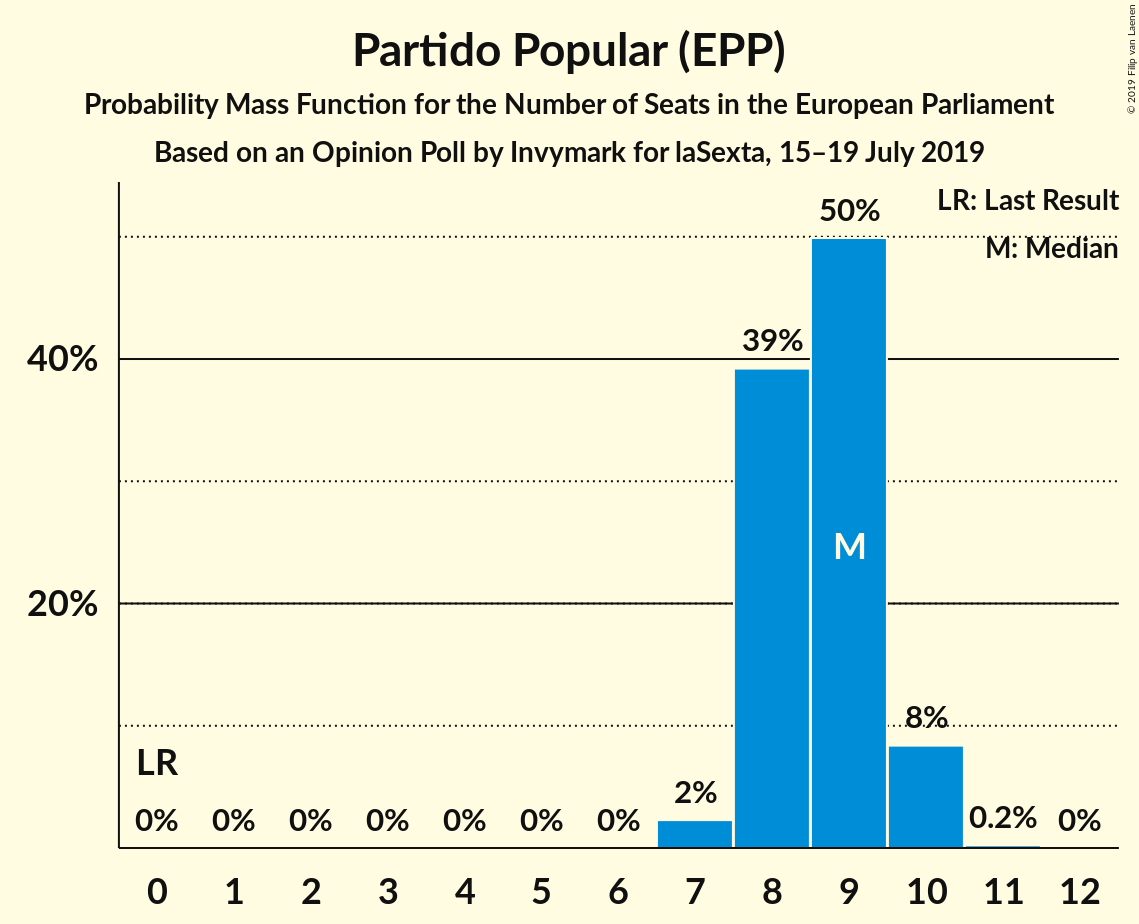 Partido Popular (EPP)
Probability Mass Function for the Number of Seats in the European Parliament
Based on an Opinion Poll by Invymark for laSexta, 15–19 July 2019
© 2019 Filip van Laenen
LR: Last Result
M: Median
50%
39%
40%
M
20%
8%
LR
2%
0% 0% 0% 0% 0% 0% 0% 0.2% 0%
0 1 2 3 4 5 6 7 8 9 10 11 12